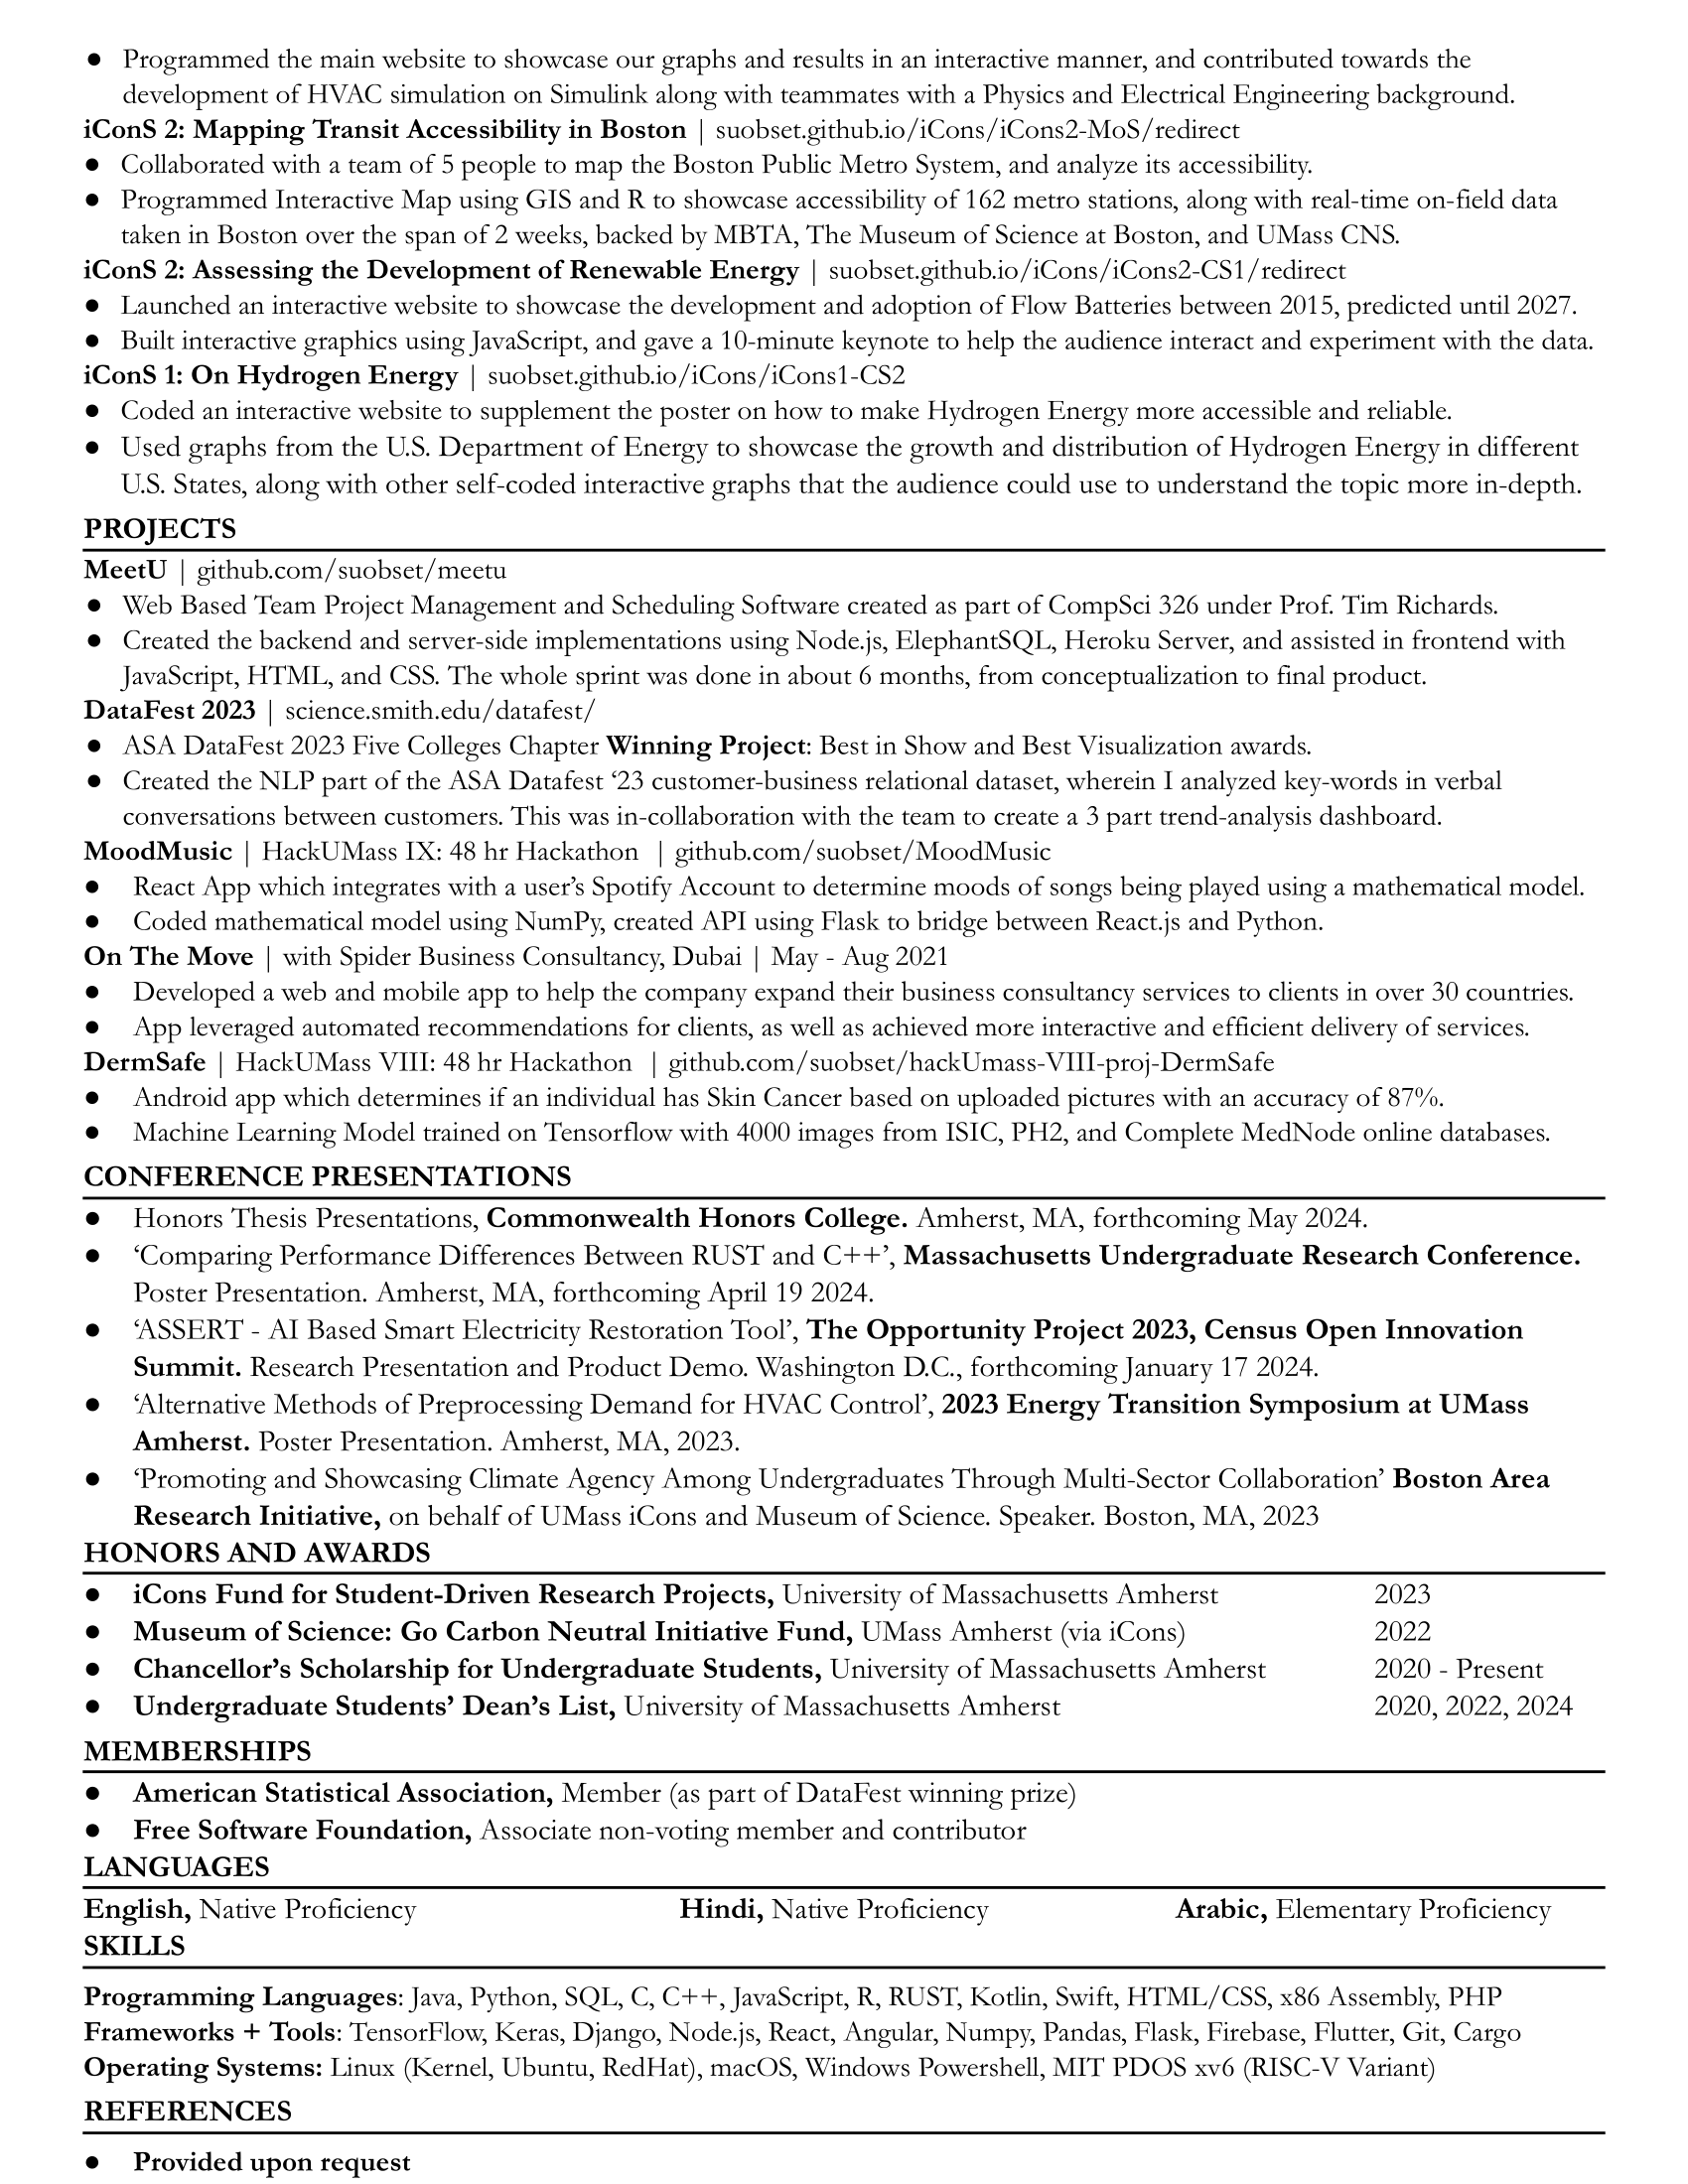 ● Programmed the main website to showcase our graphs and results in an interactive manner, and contributed towards the
development of HVAC simulation on Simulink along with teammates with a Physics and Electrical Engineering background.
iConS 2: Mapping Transit Accessibility in Boston | suobset.github.io/iCons/iCons2-MoS/redirect
● Collaborated with a team of 5 people to map the Boston Public Metro System, and analyze its accessibility.
● Programmed Interactive Map using GIS and R to showcase accessibility of 162 metro stations, along with real-time on-field data
taken in Boston over the span of 2 weeks, backed by MBTA, The Museum of Science at Boston, and UMass CNS.
iConS 2: Assessing the Development of Renewable Energy | suobset.github.io/iCons/iCons2-CS1/redirect
● Launched an interactive website to showcase the development and adoption of Flow Batteries between 2015, predicted until 2027.
● Built interactive graphics using JavaScript, and gave a 10-minute keynote to help the audience interact and experiment with the data.
iConS 1: On Hydrogen Energy | suobset.github.io/iCons/iCons1-CS2
● Coded an interactive website to supplement the poster on how to make Hydrogen Energy more accessible and reliable.
● Used graphs from the U.S. Department of Energy to showcase the growth and distribution of Hydrogen Energy in different
U.S. States, along with other self-coded interactive graphs that the audience could use to understand the topic more in-depth.
PROJECTS
MeetU | github.com/suobset/meetu
● Web Based Team Project Management and Scheduling Software created as part of CompSci 326 under Prof. Tim Richards.
● Created the backend and server-side implementations using Node.js, ElephantSQL, Heroku Server, and assisted in frontend with
JavaScript, HTML, and CSS. The whole sprint was done in about 6 months, from conceptualization to final product.
DataFest 2023 | science.smith.edu/datafest/
● ASA DataFest 2023 Five Colleges Chapter Winning Project: Best in Show and Best Visualization awards.
● Created the NLP part of the ASA Datafest ‘23 customer-business relational dataset, wherein I analyzed key-words in verbal
conversations between customers. This was in-collaboration with the team to create a 3 part trend-analysis dashboard.
MoodMusic | HackUMass IX: 48 hr Hackathon | github.com/suobset/MoodMusic
● React App which integrates with a user’s Spotify Account to determine moods of songs being played using a mathematical model.
● Coded mathematical model using NumPy, created API using Flask to bridge between React.js and Python.
On The Move | with Spider Business Consultancy, Dubai | May - Aug 2021
● Developed a web and mobile app to help the company expand their business consultancy services to clients in over 30 countries.
● App leveraged automated recommendations for clients, as well as achieved more interactive and efficient delivery of services.
DermSafe | HackUMass VIII: 48 hr Hackathon | github.com/suobset/hackUmass-VIII-proj-DermSafe
● Android app which determines if an individual has Skin Cancer based on uploaded pictures with an accuracy of 87%.
● Machine Learning Model trained on Tensorflow with 4000 images from ISIC, PH2, and Complete MedNode online databases.
CONFERENCE PRESENTATIONS
● Honors Thesis Presentations, Commonwealth Honors College. Amherst, MA, forthcoming May 2024.
● ‘Comparing Performance Differences Between RUST and C++’, Massachusetts Undergraduate Research Conference.
Poster Presentation. Amherst, MA, forthcoming April 19 2024.
● ‘ASSERT - AI Based Smart Electricity Restoration Tool’, The Opportunity Project 2023, Census Open Innovation
Summit. Research Presentation and Product Demo. Washington D.C., forthcoming January 17 2024.
● ‘Alternative Methods of Preprocessing Demand for HVAC Control’, 2023 Energy Transition Symposium at UMass
Amherst. Poster Presentation. Amherst, MA, 2023.
● ‘Promoting and Showcasing Climate Agency Among Undergraduates Through Multi-Sector Collaboration’ Boston Area
Research Initiative, on behalf of UMass iCons and Museum of Science. Speaker. Boston, MA, 2023
HONORS AND AWARDS
● iCons Fund for Student-Driven Research Projects, University of Massachusetts Amherst 2023
● Museum of Science: Go Carbon Neutral Initiative Fund, UMass Amherst (via iCons) 2022
● Chancellor’s Scholarship for Undergraduate Students, University of Massachusetts Amherst 2020 - Present
● Undergraduate Students’ Dean’s List, University of Massachusetts Amherst 2020, 2022, 2024
MEMBERSHIPS
● American Statistical Association, Member (as part of DataFest winning prize)
● Free Software Foundation, Associate non-voting member and contributor
LANGUAGES
English, Native Proficiency Hindi, Native Proficiency Arabic, Elementary Proficiency
SKILLS
Programming Languages: Java, Python, SQL, C, C++, JavaScript, R, RUST, Kotlin, Swift, HTML/CSS, x86 Assembly, PHP
Frameworks + Tools: TensorFlow, Keras, Django, Node.js, React, Angular, Numpy, Pandas, Flask, Firebase, Flutter, Git, Cargo
Operating Systems: Linux (Kernel, Ubuntu, RedHat), macOS, Windows Powershell, MIT PDOS xv6 (RISC-V Variant)
REFERENCES
● Provided upon request